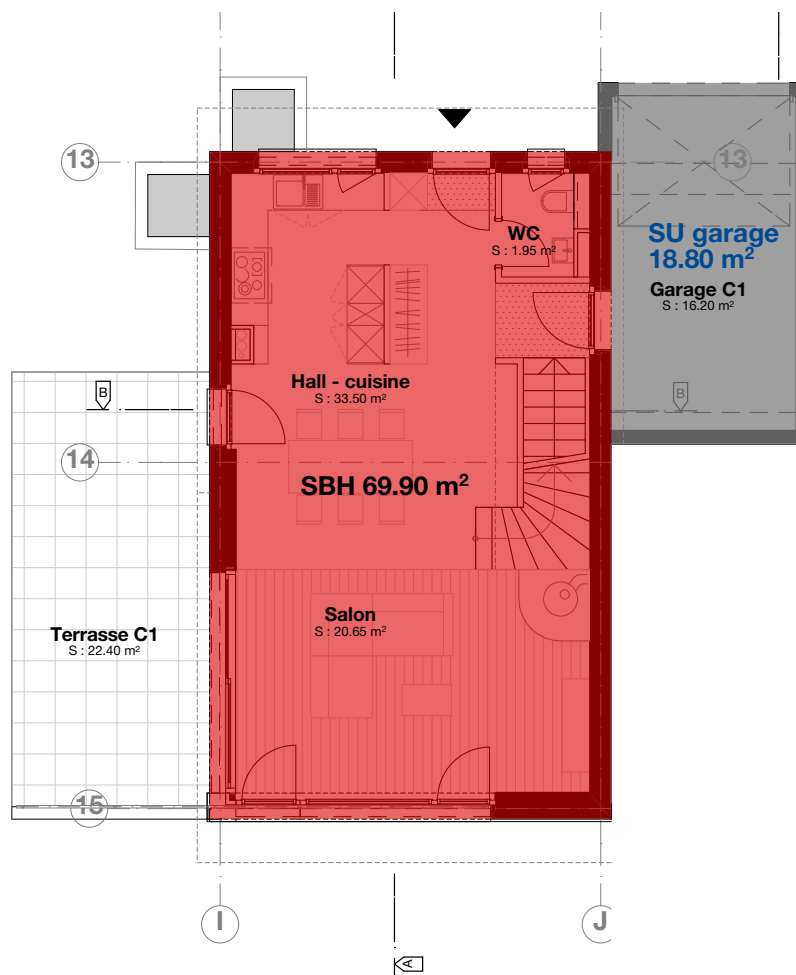 13
13
WC
S : 1.95 m²
SU garage
18.80 m²
Garage C1
S : 16.20 m²
Hall - cuisine
S : 33.50 m²
B
B
14
SBH 69.90 m²
Salon
S : 20.65 m²
Terrasse C1
S : 22.40 m²
15
I
J
A